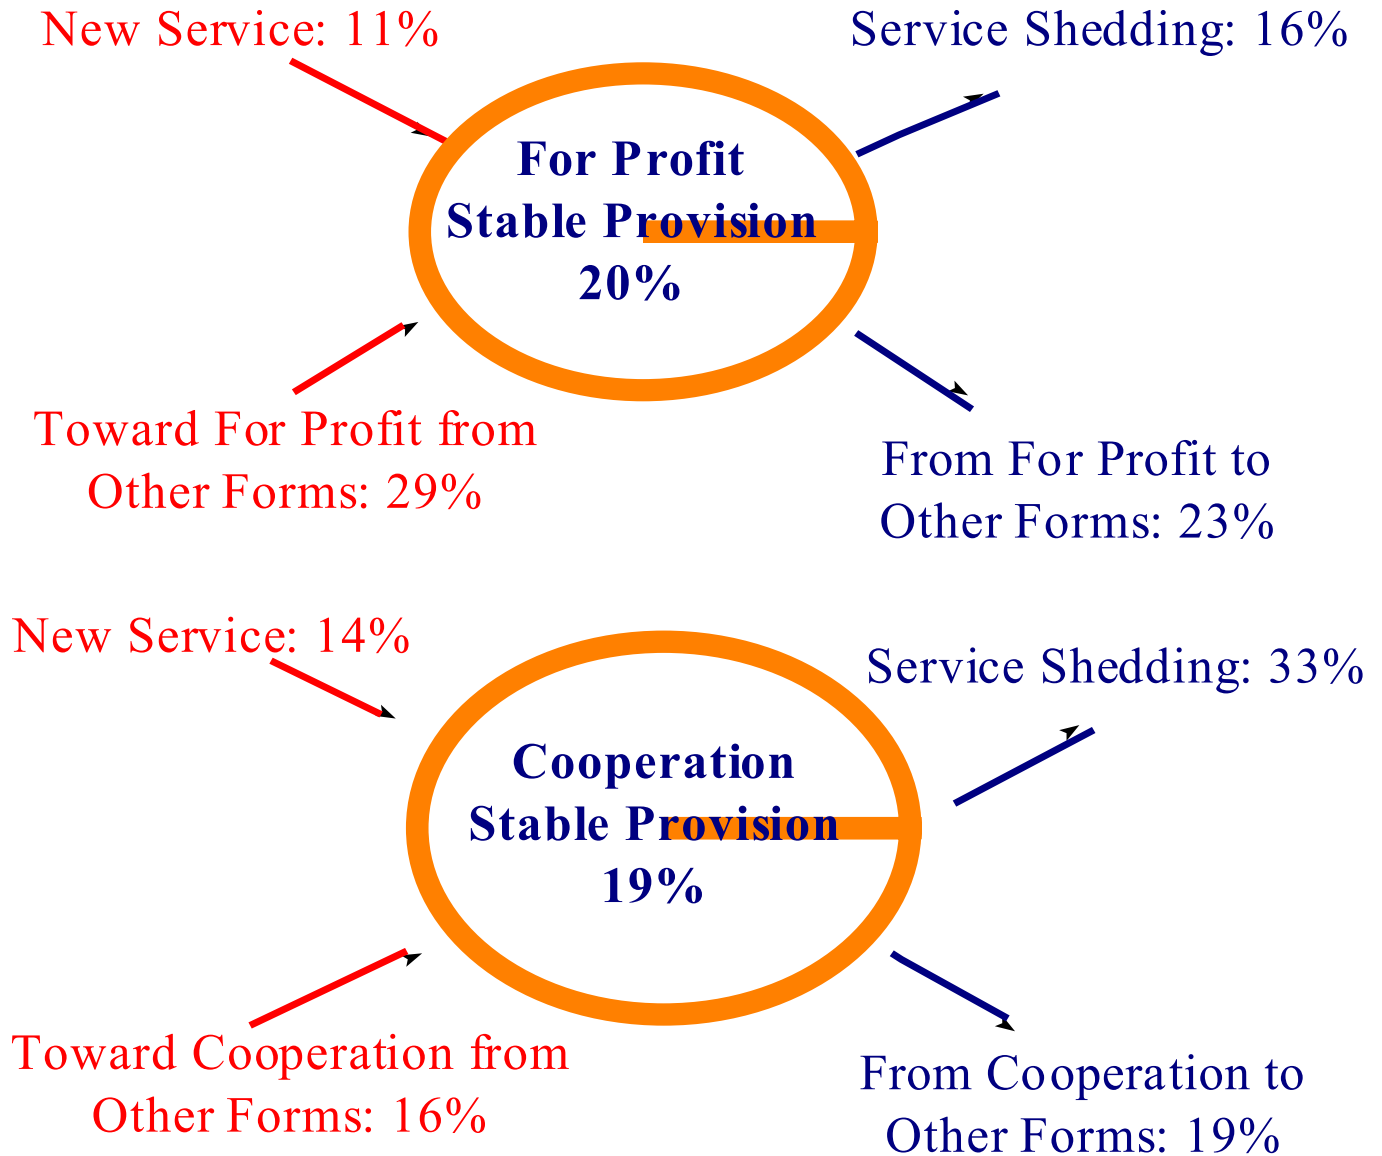 New Service: 11%
Service Shedding: 16%
For Profit
Stable Provision
20%
Toward For Profit from
Other Forms: 29%
From For Profit to
Other Forms: 23%
New Service: 14%
Service Shedding: 33%
Cooperation
Stable Provision
19%
Toward Cooperation from
Other Forms: 16%
From Cooperation to
Other Forms: 19%